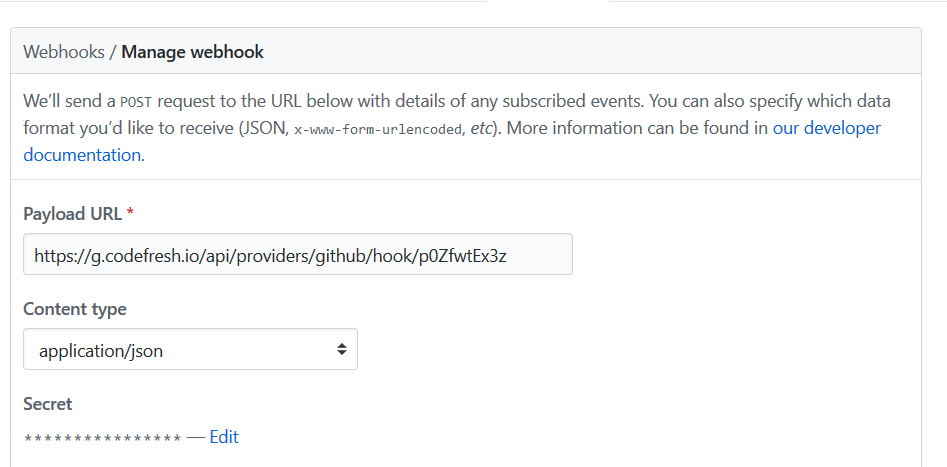 Webhooks / Manage webhook
We’ll send a POST request to the URL below with details of any subscribed events. You can also specify which data
format you’d like to receive (JSON, x-www-form-urlencoded, etc). More information can be found in our developer
documentation.
Payload URL *
https://g.codefresh.io/api/providers/github/hook/p0ZfwtEx3z
Content type
application/json
Secret
**************** — Edit